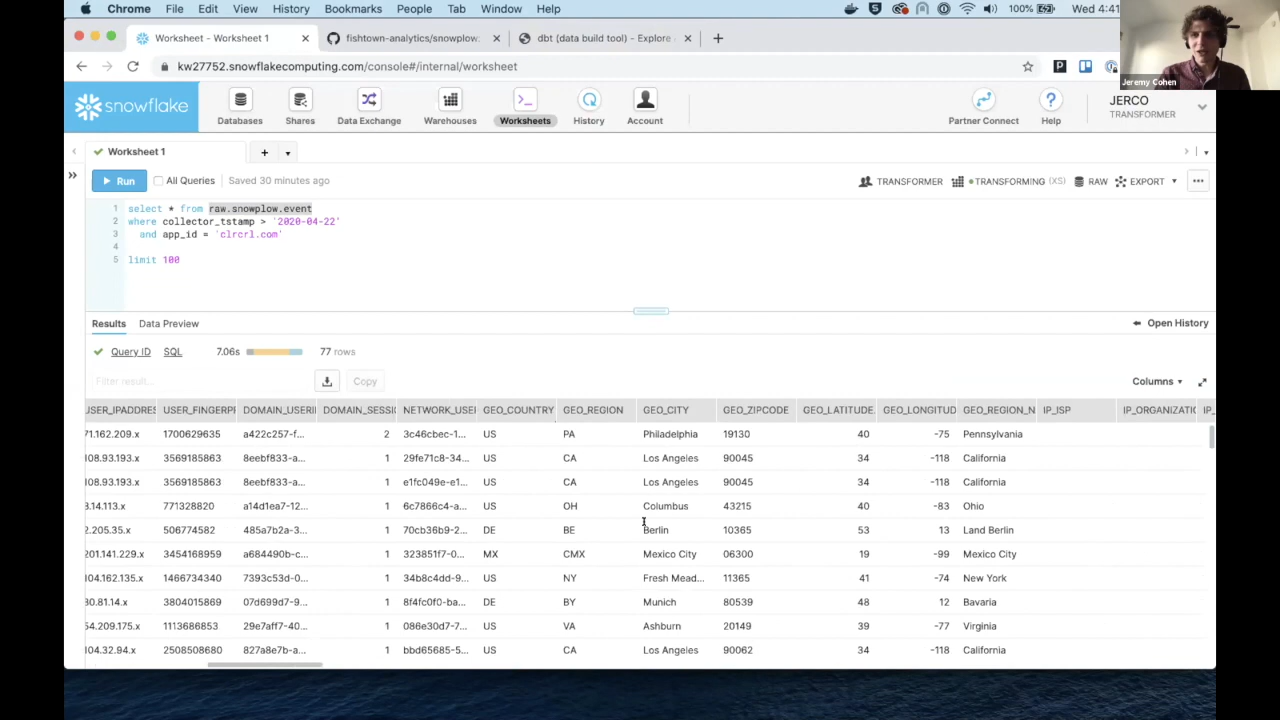 Chrome File Edit View History Bookmarks People Tab Window Help 100% Wed 4:41
Worksheet - Worksheet 1 fishtown-analytics/snowplow: dbt (data build tool) - Explore
kw27752.snowflakecomputing.com/console#/internal/worksheet
Jeremy Cohen
snowflake Databases Shares Data Exchange Warehouses Worksheets History Account Partner Connect Help
JERCO
TRANSFORMER
Worksheet 1
Run All Queries Saved 30 minutes ago TRANSFORMER TRANSFORMING (XS) RAW EXPORT
1 select * from raw.snowplow.event
2 where collector_tstamp > '2020-04-22'
3 and app_id = 'clrcrl.com'
4
5 limit 100
Results Data Preview Open History
Query ID SQL 7.06s 77 rows
Filter result... Copy Columns
USER_IPADDRES USER_FINGERPI DOMAIN_USERII DOMAIN_SESSI NETWORK_USEI GEO_COUNTRY GEO_REGION GEO_CITY GEO_ZIPCODE GEO_LATITUDE GEO_LONGITUD GEO_REGION_N IP_ISP IP_ORGANIZATIO IP_
71.162.209.x 1700629635 a422c257-f... 2 3c46cbec-1... US PA Philadelphia 19130 40 -75 Pennsylvania
108.93.193.x 3569185863 8eebf833-a... 1 29fe71c8-34... US CA Los Angeles 90045 34 -118 California
108.93.193.x 3569185863 8eebf833-a... 1 e1fc049e-e1... US CA Los Angeles 90045 34 -118 California
3.14.113.x 771328820 a14d1ea7-12... 1 6c7866c4-a... US OH Columbus 43215 40 -83 Ohio
2.205.35.x 506774582 485a7b2a-3... 1 70cb36b9-2... DE BE Berlin 10365 53 13 Land Berlin
201.141.229.x 3454168959 a684490b-c... 1 323851f7-0... MX CMX Mexico City 06300 19 -99 Mexico City
104.162.135.x 1466734340 7393c53d-0... 1 34b8c4dd-9... US NY Fresh Mead... 11365 41 -74 New York
80.81.14.x 3804015869 07d699d7-9... 1 8f4fc0f0-ba... DE BY Munich 80539 48 12 Bavaria
54.209.175.x 1113686853 29e7aff7-40... 1 086e30d7-7... US VA Ashburn 20149 39 -77 Virginia
104.32.94.x 2508508680 827a8e7b-a... 1 bbd65685-5... US CA Los Angeles 90062 34 -118 California